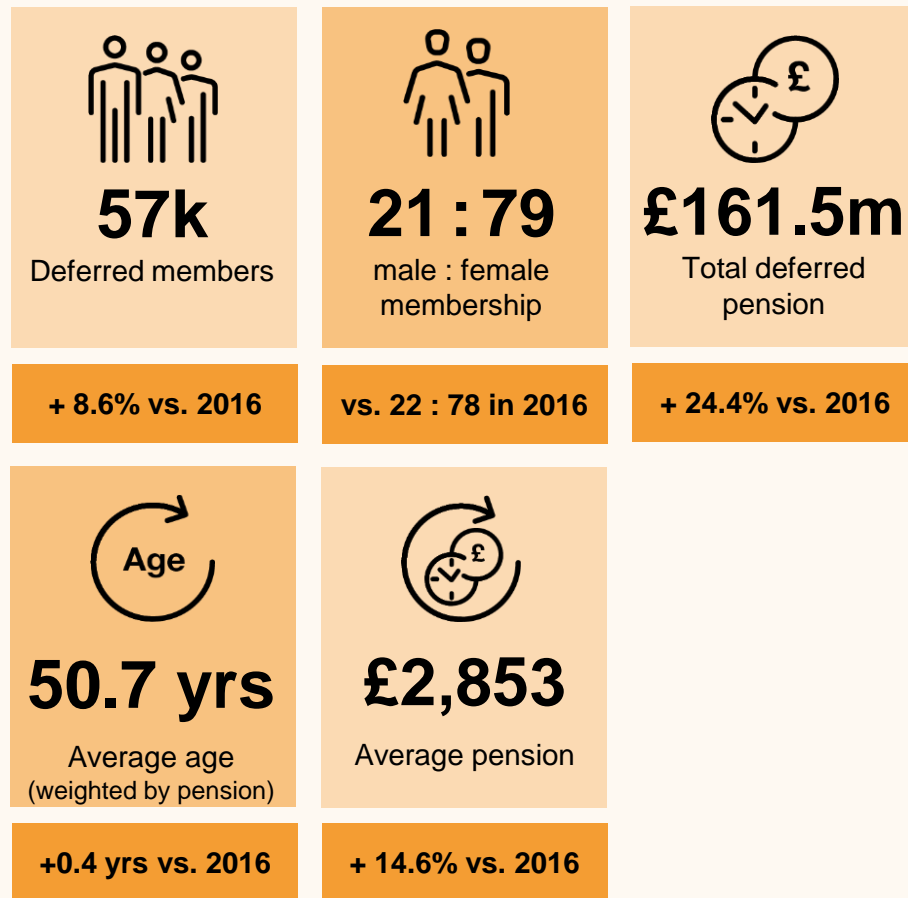 57k
Deferred members
+ 8.6% vs. 2016
21 : 79
male : female
membership
vs. 22 : 78 in 2016
£
£161.5m
Total deferred
pension
+ 24.4% vs. 2016
Age
50.7 yrs
Average age
(weighted by pension)
+0.4 yrs vs. 2016
£
£2,853
Average pension
+ 14.6% vs. 2016